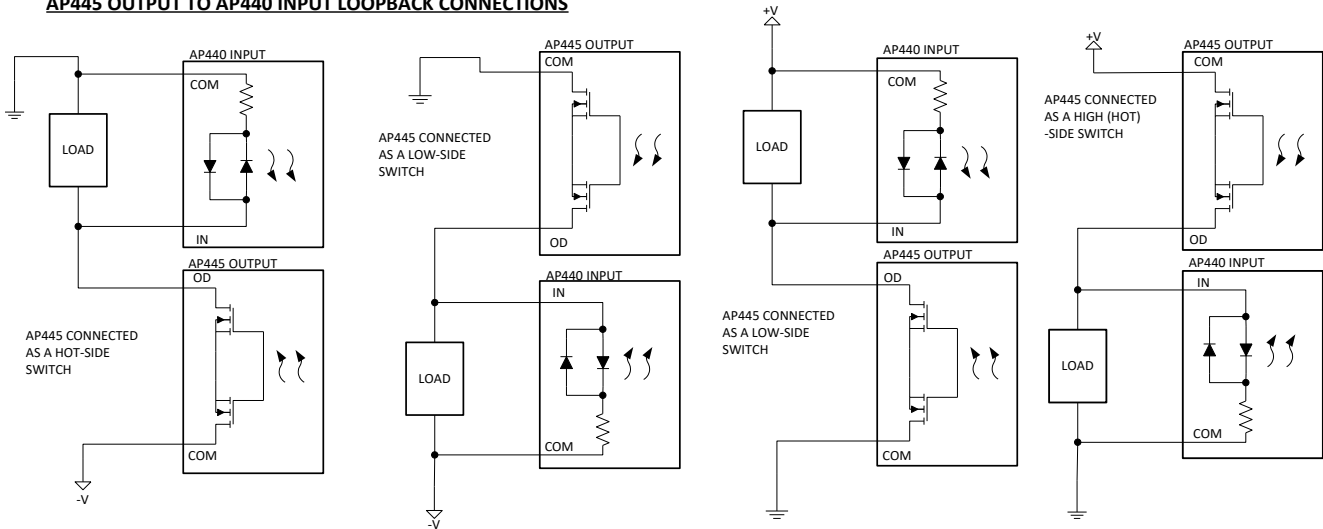 AP445 OUTPUT TO AP440 INPUT LOOPBACK CONNECTIONS
AP440 INPUT
COM
LOAD
IN
AP445 OUTPUT
OD
AP445 CONNECTED
AS A HOT-SIDE
SWITCH
COM
-V
AP445 OUTPUT
COM
AP445 CONNECTED
AS A LOW-SIDE
SWITCH
OD
AP440 INPUT
IN
LOAD
COM
-V
+V
AP440 INPUT
COM
LOAD
IN
AP445 OUTPUT
OD
AP445 CONNECTED
AS A LOW-SIDE
SWITCH
COM
+V
AP445 OUTPUT
COM
AP445 CONNECTED
AS A HIGH (HOT)
-SIDE SWITCH
OD
AP440 INPUT
IN
LOAD
COM